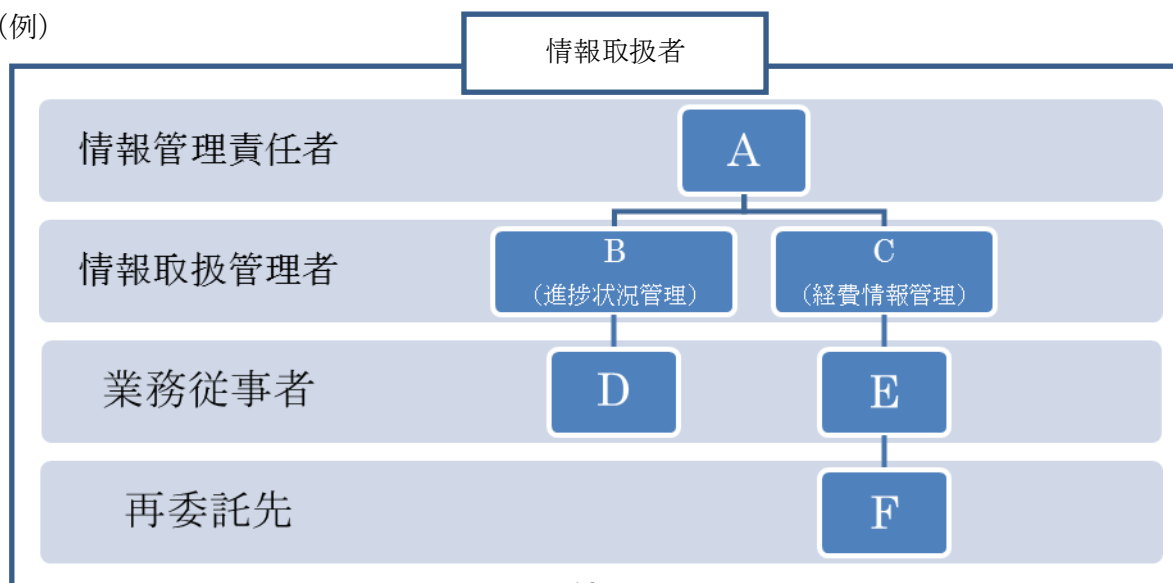 （例）
情報取扱者
情報管理責任者
A
情報取扱管理者
B
（進捗状況管理）
C
（経費情報管理）
業務従事者
D
E
再委託先
F